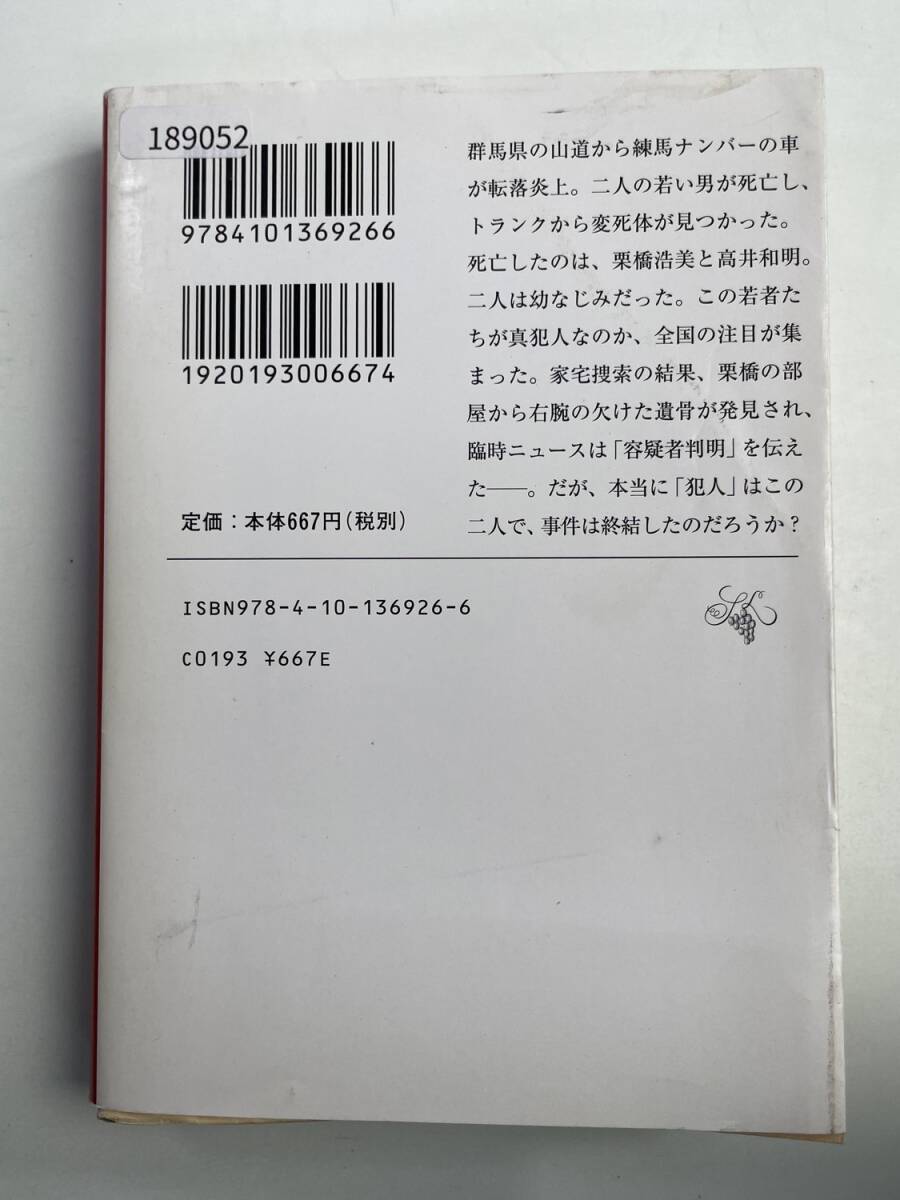 189052
9784101369266
1920193006674
定価：本体667円(税別)
群馬県の山道から練馬ナンバーの車
が転落炎上。二人の若い男が死亡し、
トランクから変死体が見つかった。
死亡したのは、栗橋浩美と高井和明。
二人は幼なじみだった。この若者た
ちが真犯人なのか、全国の注目が集
まった。家宅捜索の結果、栗橋の部
屋から右腕の欠けた遺骨が発見され、
臨時ニュースは「容疑者判明」を伝え
た――。だが、本当に「犯人」はこの
二人で、事件は終結したのだろうか？
ISBN978-4-10-136926-6
C0193 ¥667E